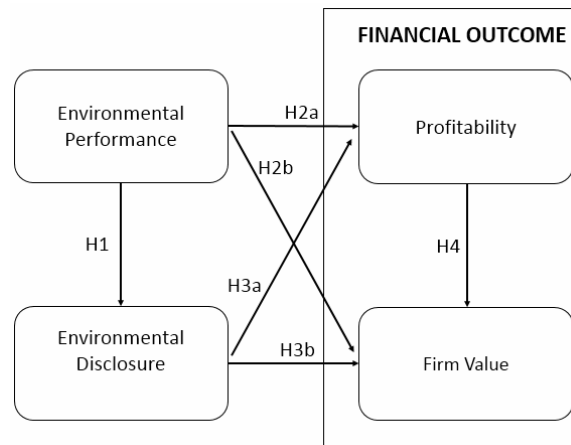 FINANCIAL OUTCOME
Environmental
Performance
H2a
Profitability
H2b
H1
H4
H3a
Environmental
Disclosure
H3b
Firm Value